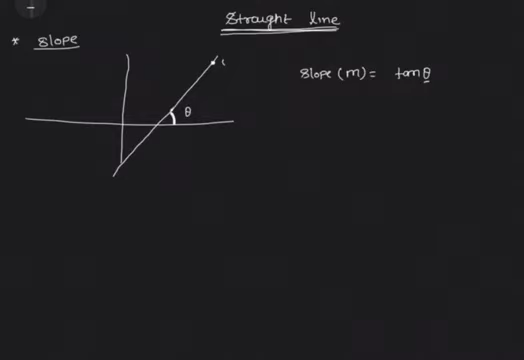 Straight line
* Slope
θ
Slope (m) = tan θ